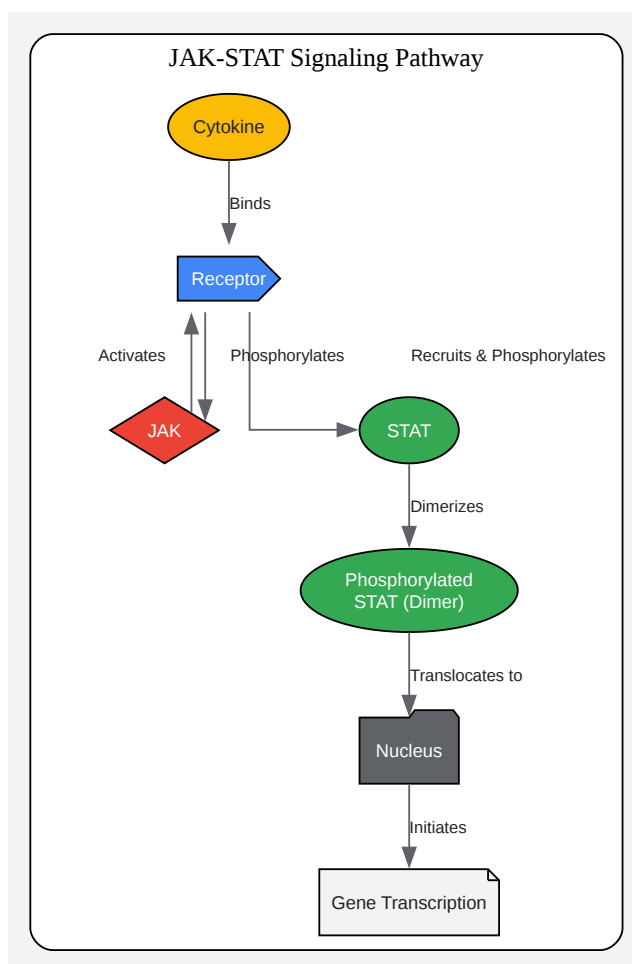 JAK-STAT Signaling Pathway
Cytokine
Binds
Receptor
Activates
Phosphorylates
Recruits & Phosphorylates
JAK
STAT
Dimerizes
Phosphorylated
STAT (Dimer)
Translocates to
Nucleus
Initiates
Gene Transcription